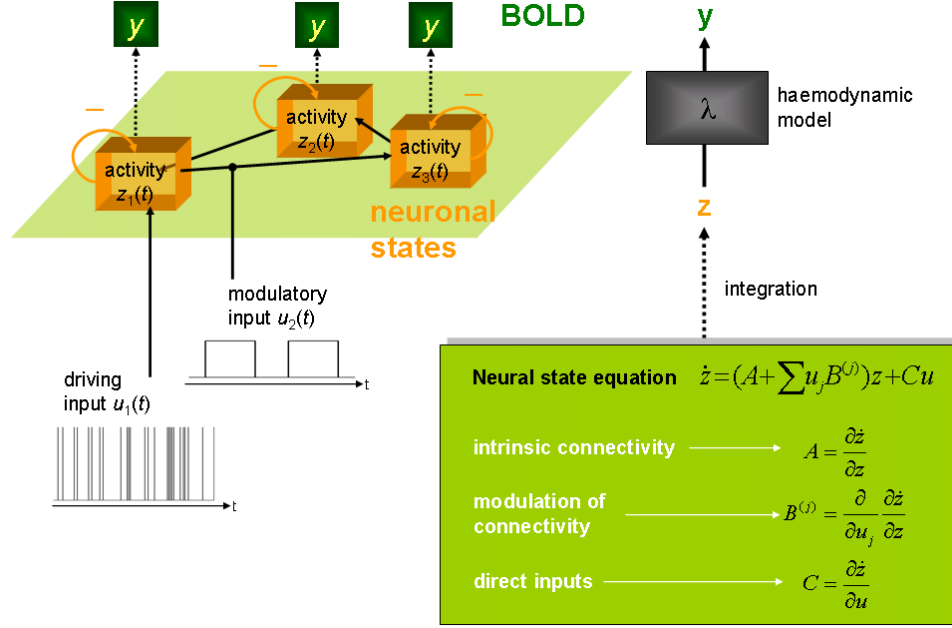 BOLD
y
y
y
y
activity
z₁(t)
activity
z₂(t)
activity
z₃(t)
neuronal
states
λ
haemodynamic
model
z
integration
modulatory
input u₂(t)
t
driving
input u₁(t)
t
Neural state equation ż=(A+∑uⱼB⁽ʲ⁾)z+Cu
intrinsic connectivity A=∂ż/∂z
modulation of
connectivity B⁽ʲ⁾=∂/∂uⱼ ∂ż/∂z
direct inputs C=∂ż/∂u